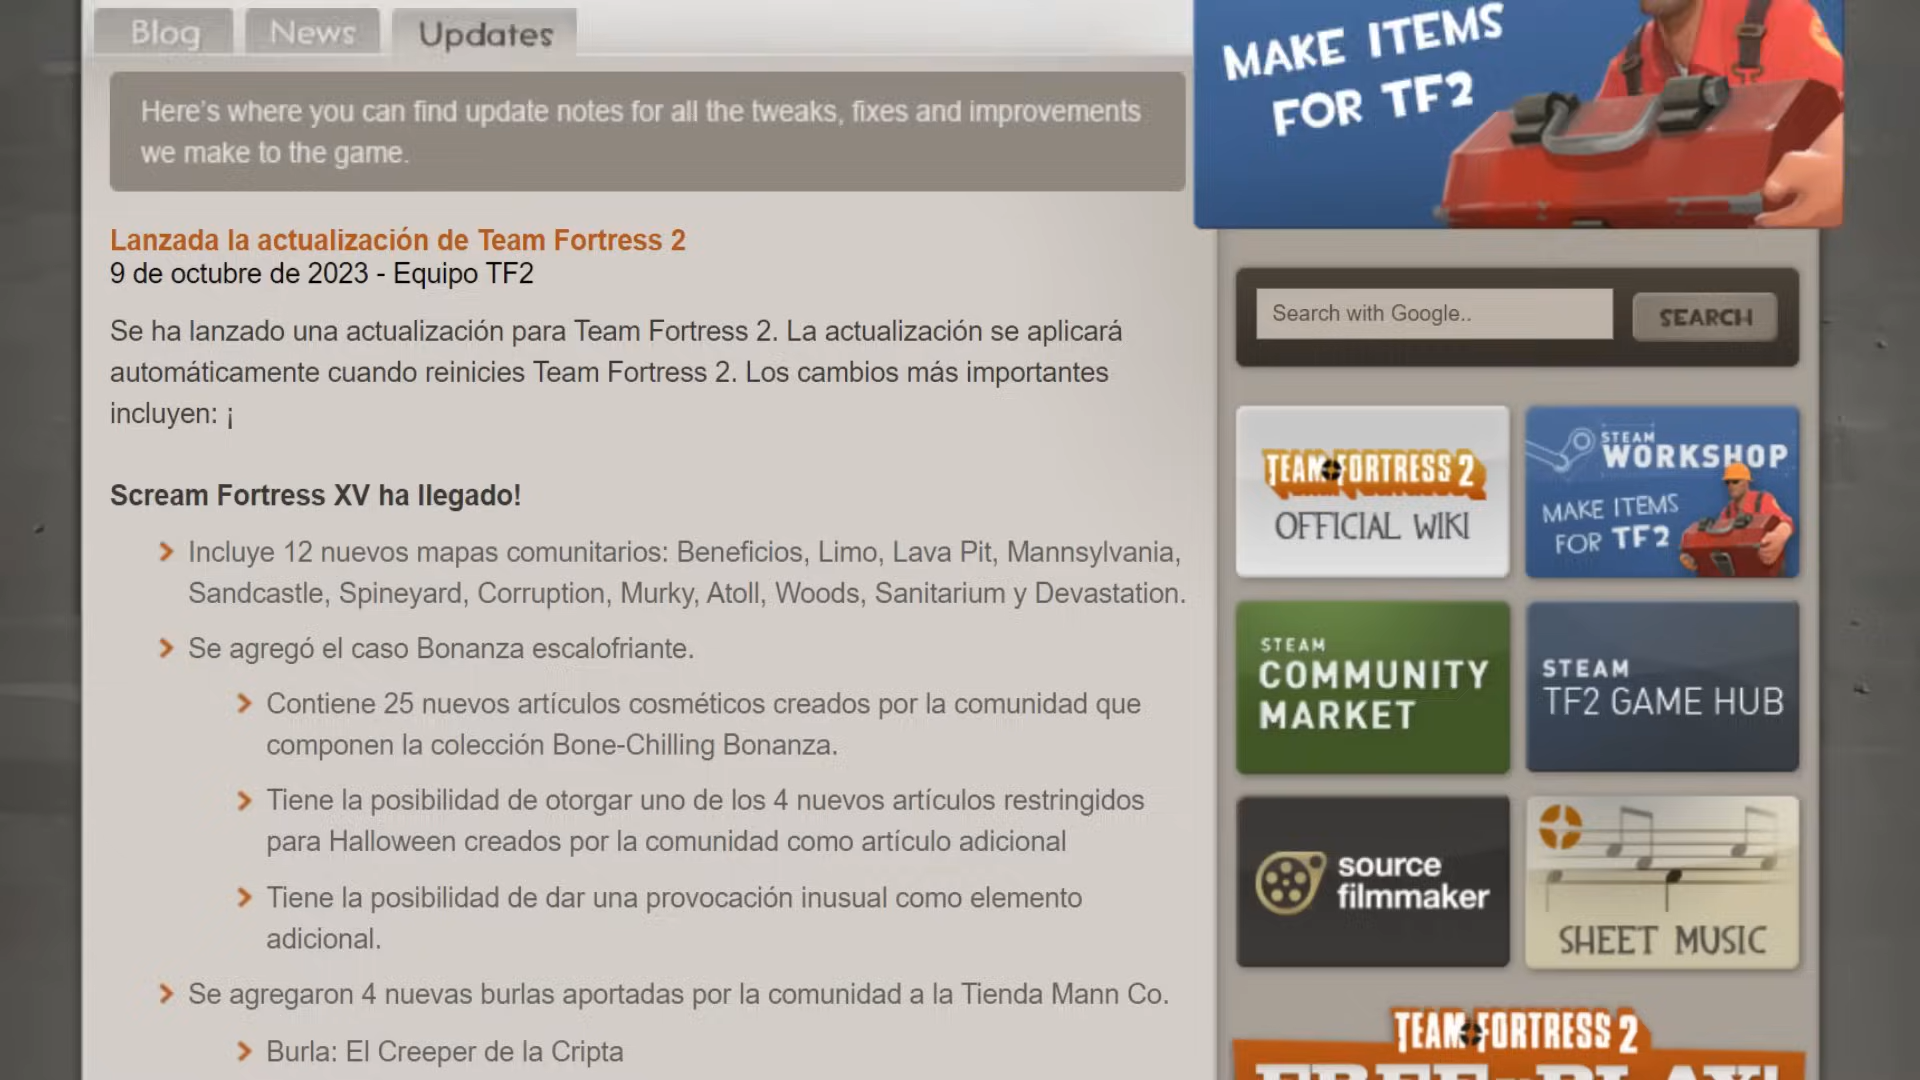 Blog
News
Updates
Here's where you can find update notes for all the tweaks, fixes and improvements
we make to the game.
Lanzada la actualización de Team Fortress 2
9 de octubre de 2023 - Equipo TF2
Se ha lanzado una actualización para Team Fortress 2. La actualización se aplicará
automáticamente cuando reinicies Team Fortress 2. Los cambios más importantes
incluyen: ¡
Scream Fortress XV ha llegado!
Incluye 12 nuevos mapas comunitarios: Beneficios, Limo, Lava Pit, Mannsylvania,
Sandcastle, Spineyard, Corruption, Murky, Atoll, Woods, Sanitarium y Devastation.
Se agregó el caso Bonanza escalofriante.
Contiene 25 nuevos artículos cosméticos creados por la comunidad que
componen la colección Bone-Chilling Bonanza.
Tiene la posibilidad de otorgar uno de los 4 nuevos artículos restringidos
para Halloween creados por la comunidad como artículo adicional
Tiene la posibilidad de dar una provocación inusual como elemento
adicional.
Se agregaron 4 nuevas burlas aportadas por la comunidad a la Tienda Mann Co.
Burla: El Creeper de la Cripta
MAKE ITEMS
FOR TF2
Search with Google..
SEARCH
TEAM FORTRESS 2
OFFICIAL WIKI
STEAM
WORKSHOP
MAKE ITEMS
FOR TF2
STEAM
COMMUNITY
MARKET
STEAM
TF2 GAME HUB
source
filmmaker
SHEET MUSIC
TEAM FORTRESS 2
FREE-TO-PLAY!